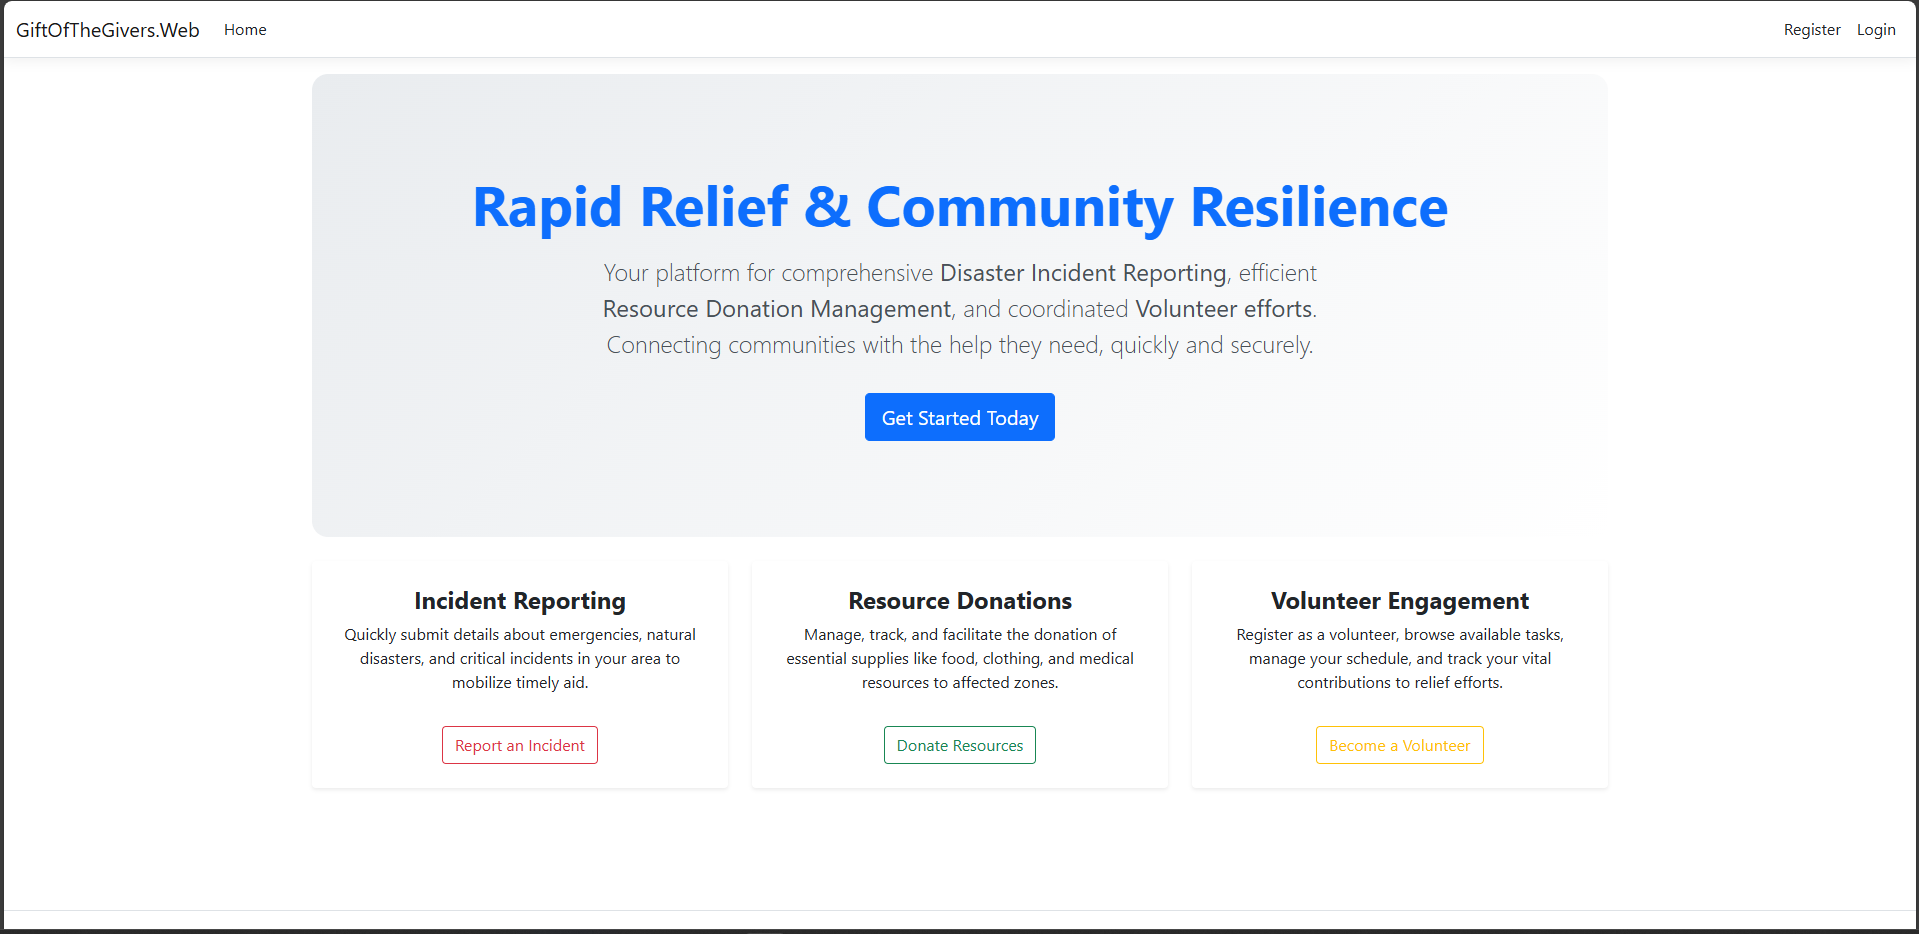 GiftOfTheGivers.Web Home Register Login
Rapid Relief & Community Resilience
Your platform for comprehensive Disaster Incident Reporting, efficient
Resource Donation Management, and coordinated Volunteer efforts.
Connecting communities with the help they need, quickly and securely.
Get Started Today
Incident Reporting
Quickly submit details about emergencies, natural
disasters, and critical incidents in your area to
mobilize timely aid.
Report an Incident
Resource Donations
Manage, track, and facilitate the donation of
essential supplies like food, clothing, and medical
resources to affected zones.
Donate Resources
Volunteer Engagement
Register as a volunteer, browse available tasks,
manage your schedule, and track your vital
contributions to relief efforts.
Become a Volunteer